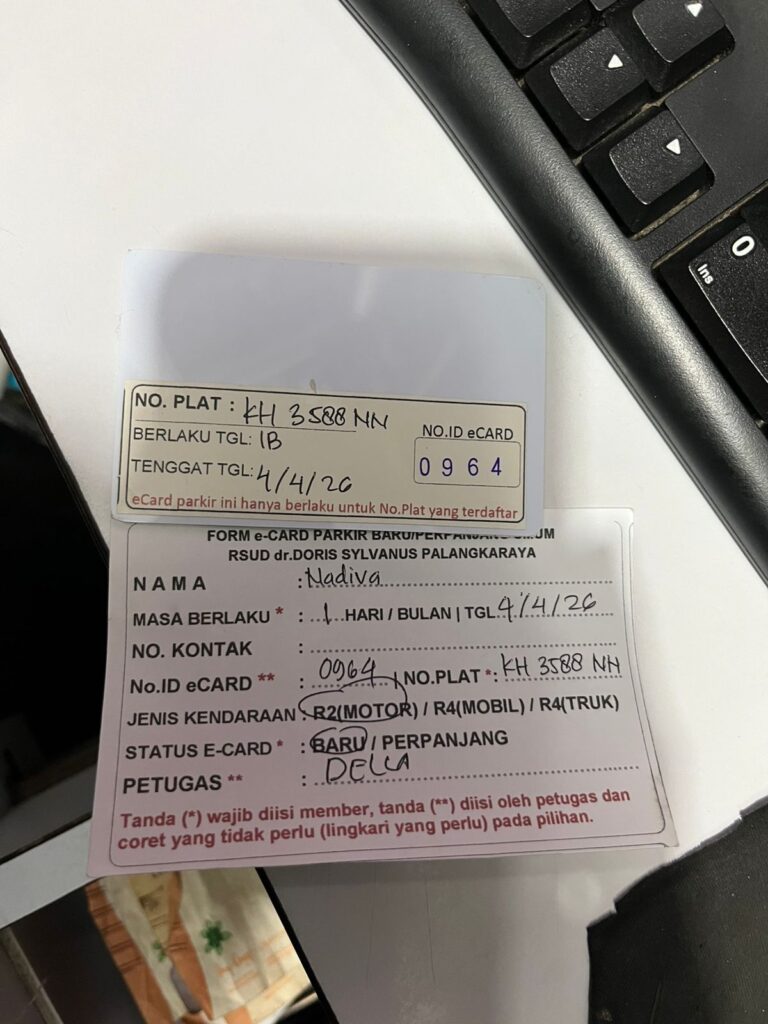 NO. PLAT : KH 3588 NN
BERLAKU TGL: 1B
NO.ID eCARD
0964
TENGGAT TGL: 4/4/26
eCard parkir ini hanya berlaku untuk No.Plat yang terdaftar
FORM e-CARD PARKIR BARU/PERPANJANG UMUM
RSUD dr.DORIS SYLVANUS PALANGKARAYA
NAMA : Nadiva
MASA BERLAKU * : 1 HARI / BULAN | TGL 4/4/26
NO. KONTAK :
No.ID eCARD ** : 0964 | NO.PLAT *: KH 3588 NN
JENIS KENDARAAN : R2(MOTOR) / R4(MOBIL) / R4(TRUK)
STATUS E-CARD * : BARU / PERPANJANG
PETUGAS ** : DELLA
Tanda (*) wajib diisi member, tanda (**) diisi oleh petugas dan
coret yang tidak perlu (lingkari yang perlu) pada pilihan.
0
Ins